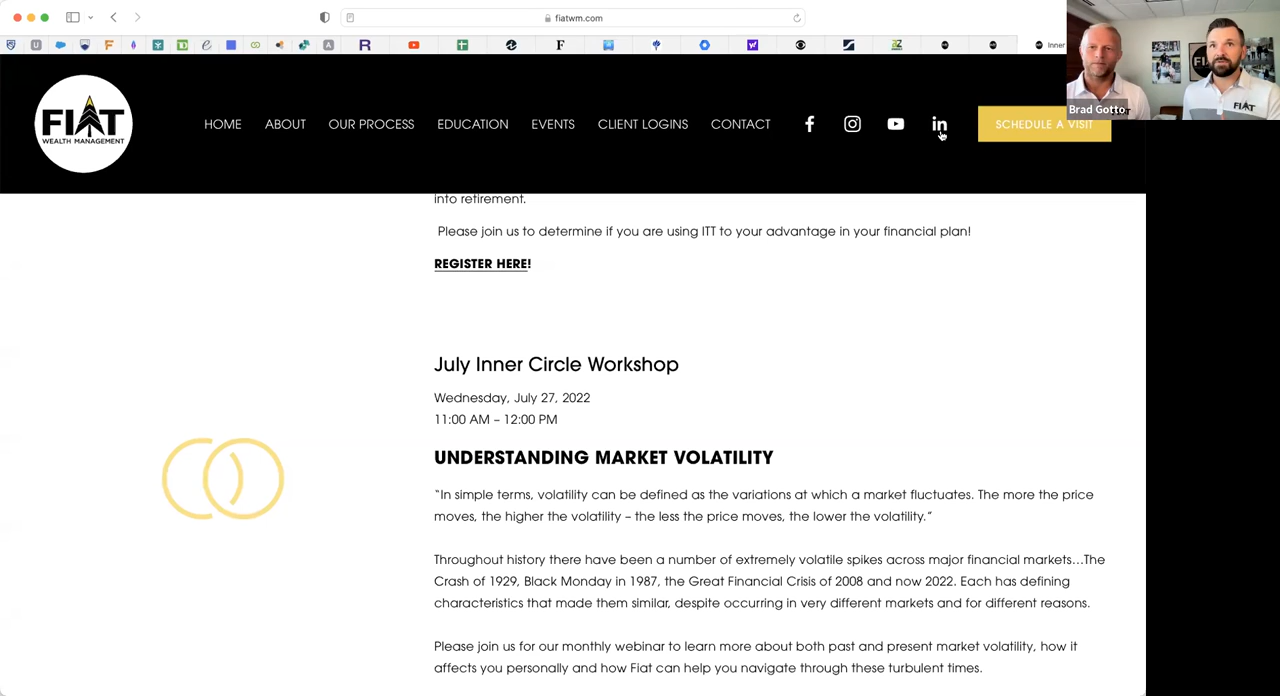 fiatwm.com
Inner
FIAT
WEALTH MANAGEMENT
HOME ABOUT OUR PROCESS EDUCATION EVENTS CLIENT LOGINS CONTACT
SCHEDULE A VISIT
Brad Gotto
FIAT
into retirement.
Please join us to determine if you are using ITT to your advantage in your financial plan!
REGISTER HERE!
July Inner Circle Workshop
Wednesday, July 27, 2022
11:00 AM – 12:00 PM
UNDERSTANDING MARKET VOLATILITY
“In simple terms, volatility can be defined as the variations at which a market fluctuates. The more the price
moves, the higher the volatility – the less the price moves, the lower the volatility.”
Throughout history there have been a number of extremely volatile spikes across major financial markets…The
Crash of 1929, Black Monday in 1987, the Great Financial Crisis of 2008 and now 2022. Each has defining
characteristics that made them similar, despite occurring in very different markets and for different reasons.
Please join us for our monthly webinar to learn more about both past and present market volatility, how it
affects you personally and how Fiat can help you navigate through these turbulent times.